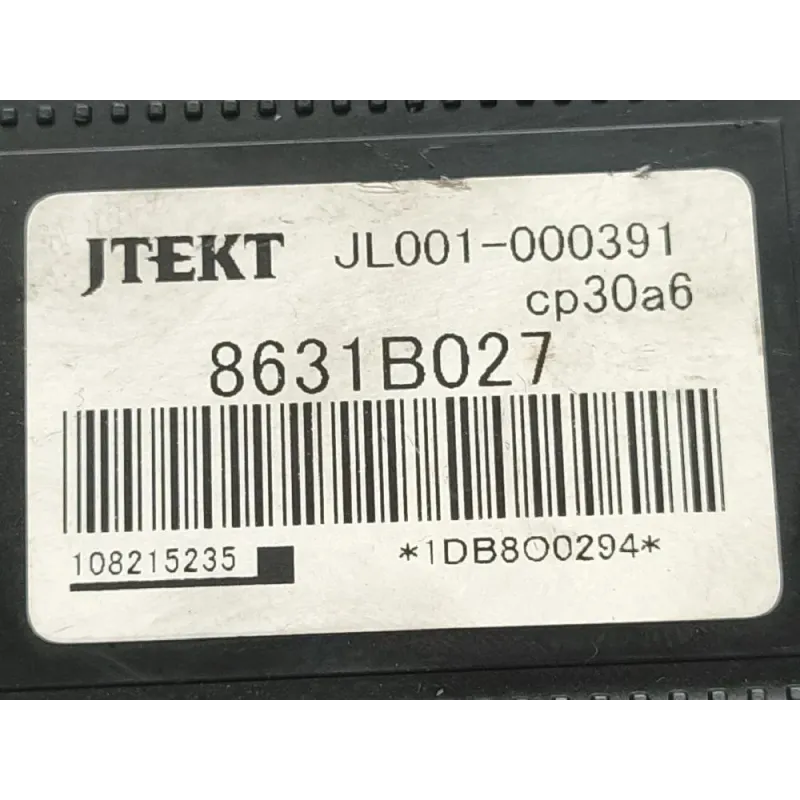 JTEKT JL001-000391
cp30a6
8631B027
108215235 *1DB8O0294*